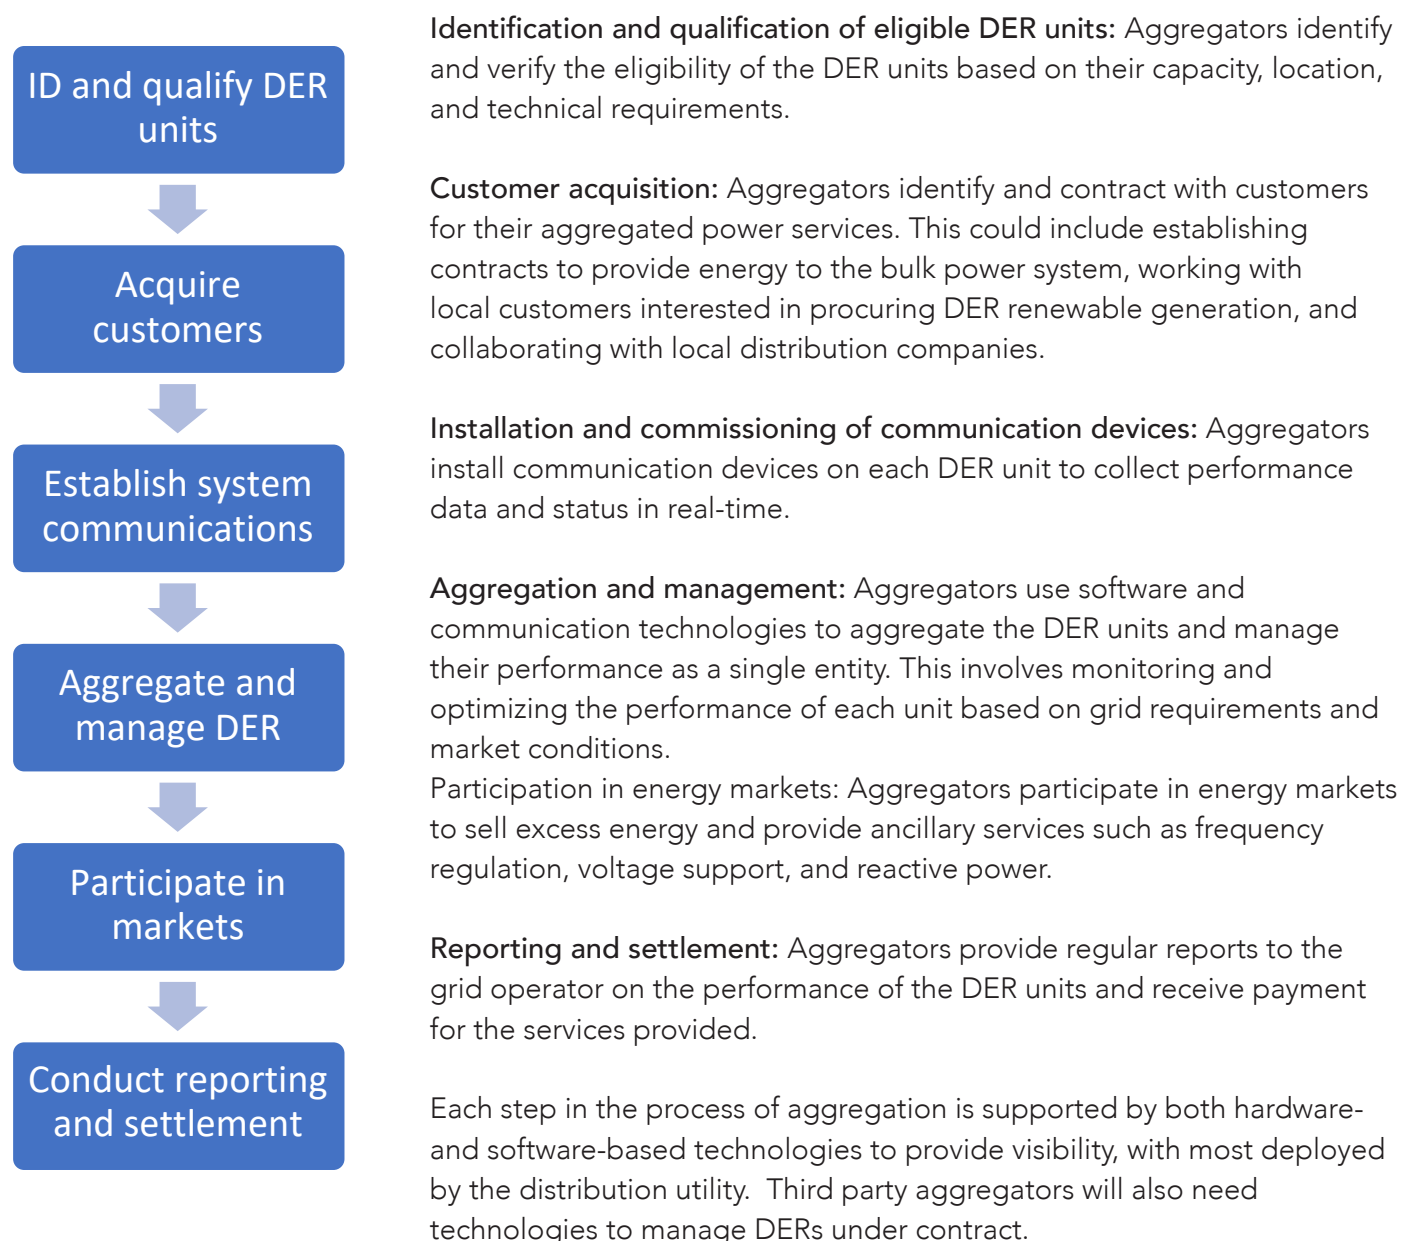 ID and qualify DER
units
Acquire
customers
Establish system
communications
Aggregate and
manage DER
Participate in
markets
Conduct reporting
and settlement
Identification and qualification of eligible DER units: Aggregators identify
and verify the eligibility of the DER units based on their capacity, location,
and technical requirements.
Customer acquisition: Aggregators identify and contract with customers
for their aggregated power services. This could include establishing
contracts to provide energy to the bulk power system, working with
local customers interested in procuring DER renewable generation, and
collaborating with local distribution companies.
Installation and commissioning of communication devices: Aggregators
install communication devices on each DER unit to collect performance
data and status in real-time.
Aggregation and management: Aggregators use software and
communication technologies to aggregate the DER units and manage
their performance as a single entity. This involves monitoring and
optimizing the performance of each unit based on grid requirements and
market conditions.
Participation in energy markets: Aggregators participate in energy markets
to sell excess energy and provide ancillary services such as frequency
regulation, voltage support, and reactive power.
Reporting and settlement: Aggregators provide regular reports to the
grid operator on the performance of the DER units and receive payment
for the services provided.
Each step in the process of aggregation is supported by both hardware-
and software-based technologies to provide visibility, with most deployed
by the distribution utility.  Third party aggregators will also need
technologies to manage DERs under contract.